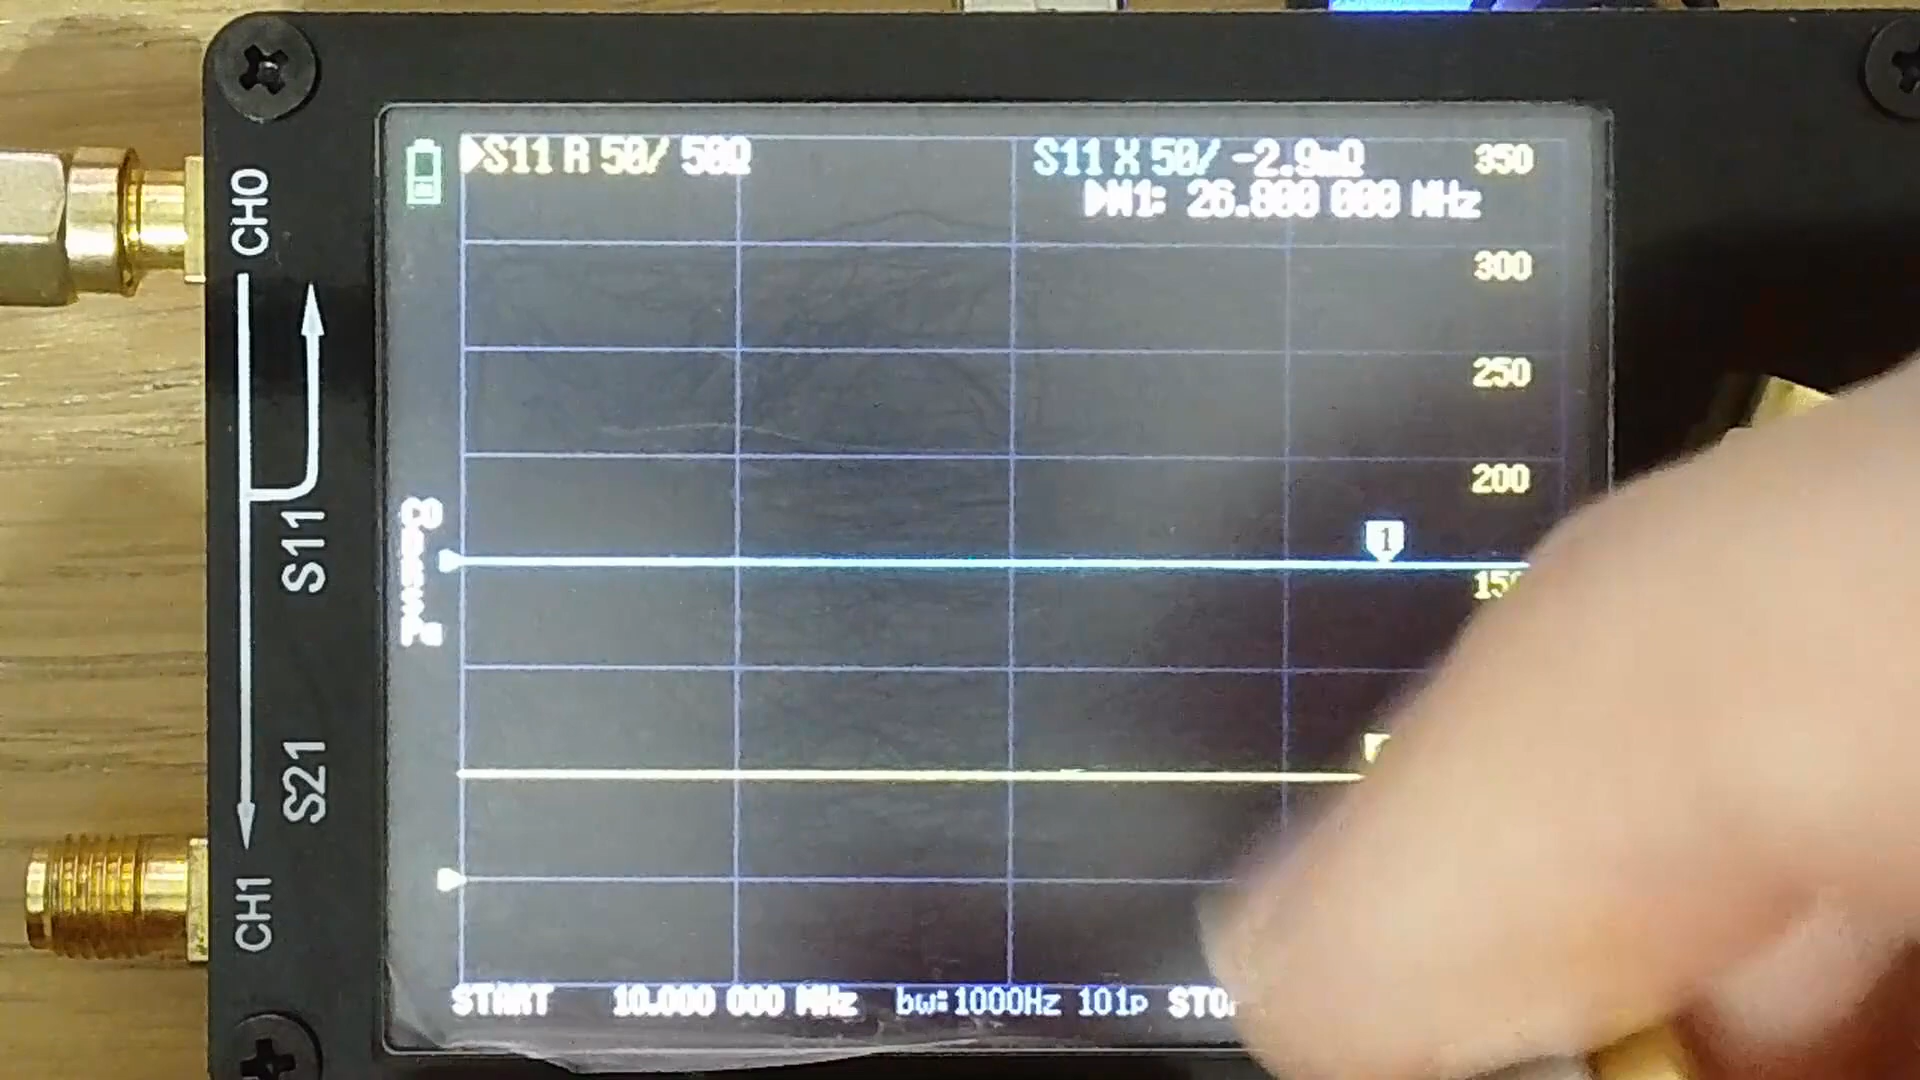 S11 R 50/ 50Ω
S11 X 50/ -2.9mΩ
M1: 26.800 000 MHz
350
300
250
200
1
START 10.000 000 MHz bw:1000Hz 101p
CH0
S11
S21
CH1